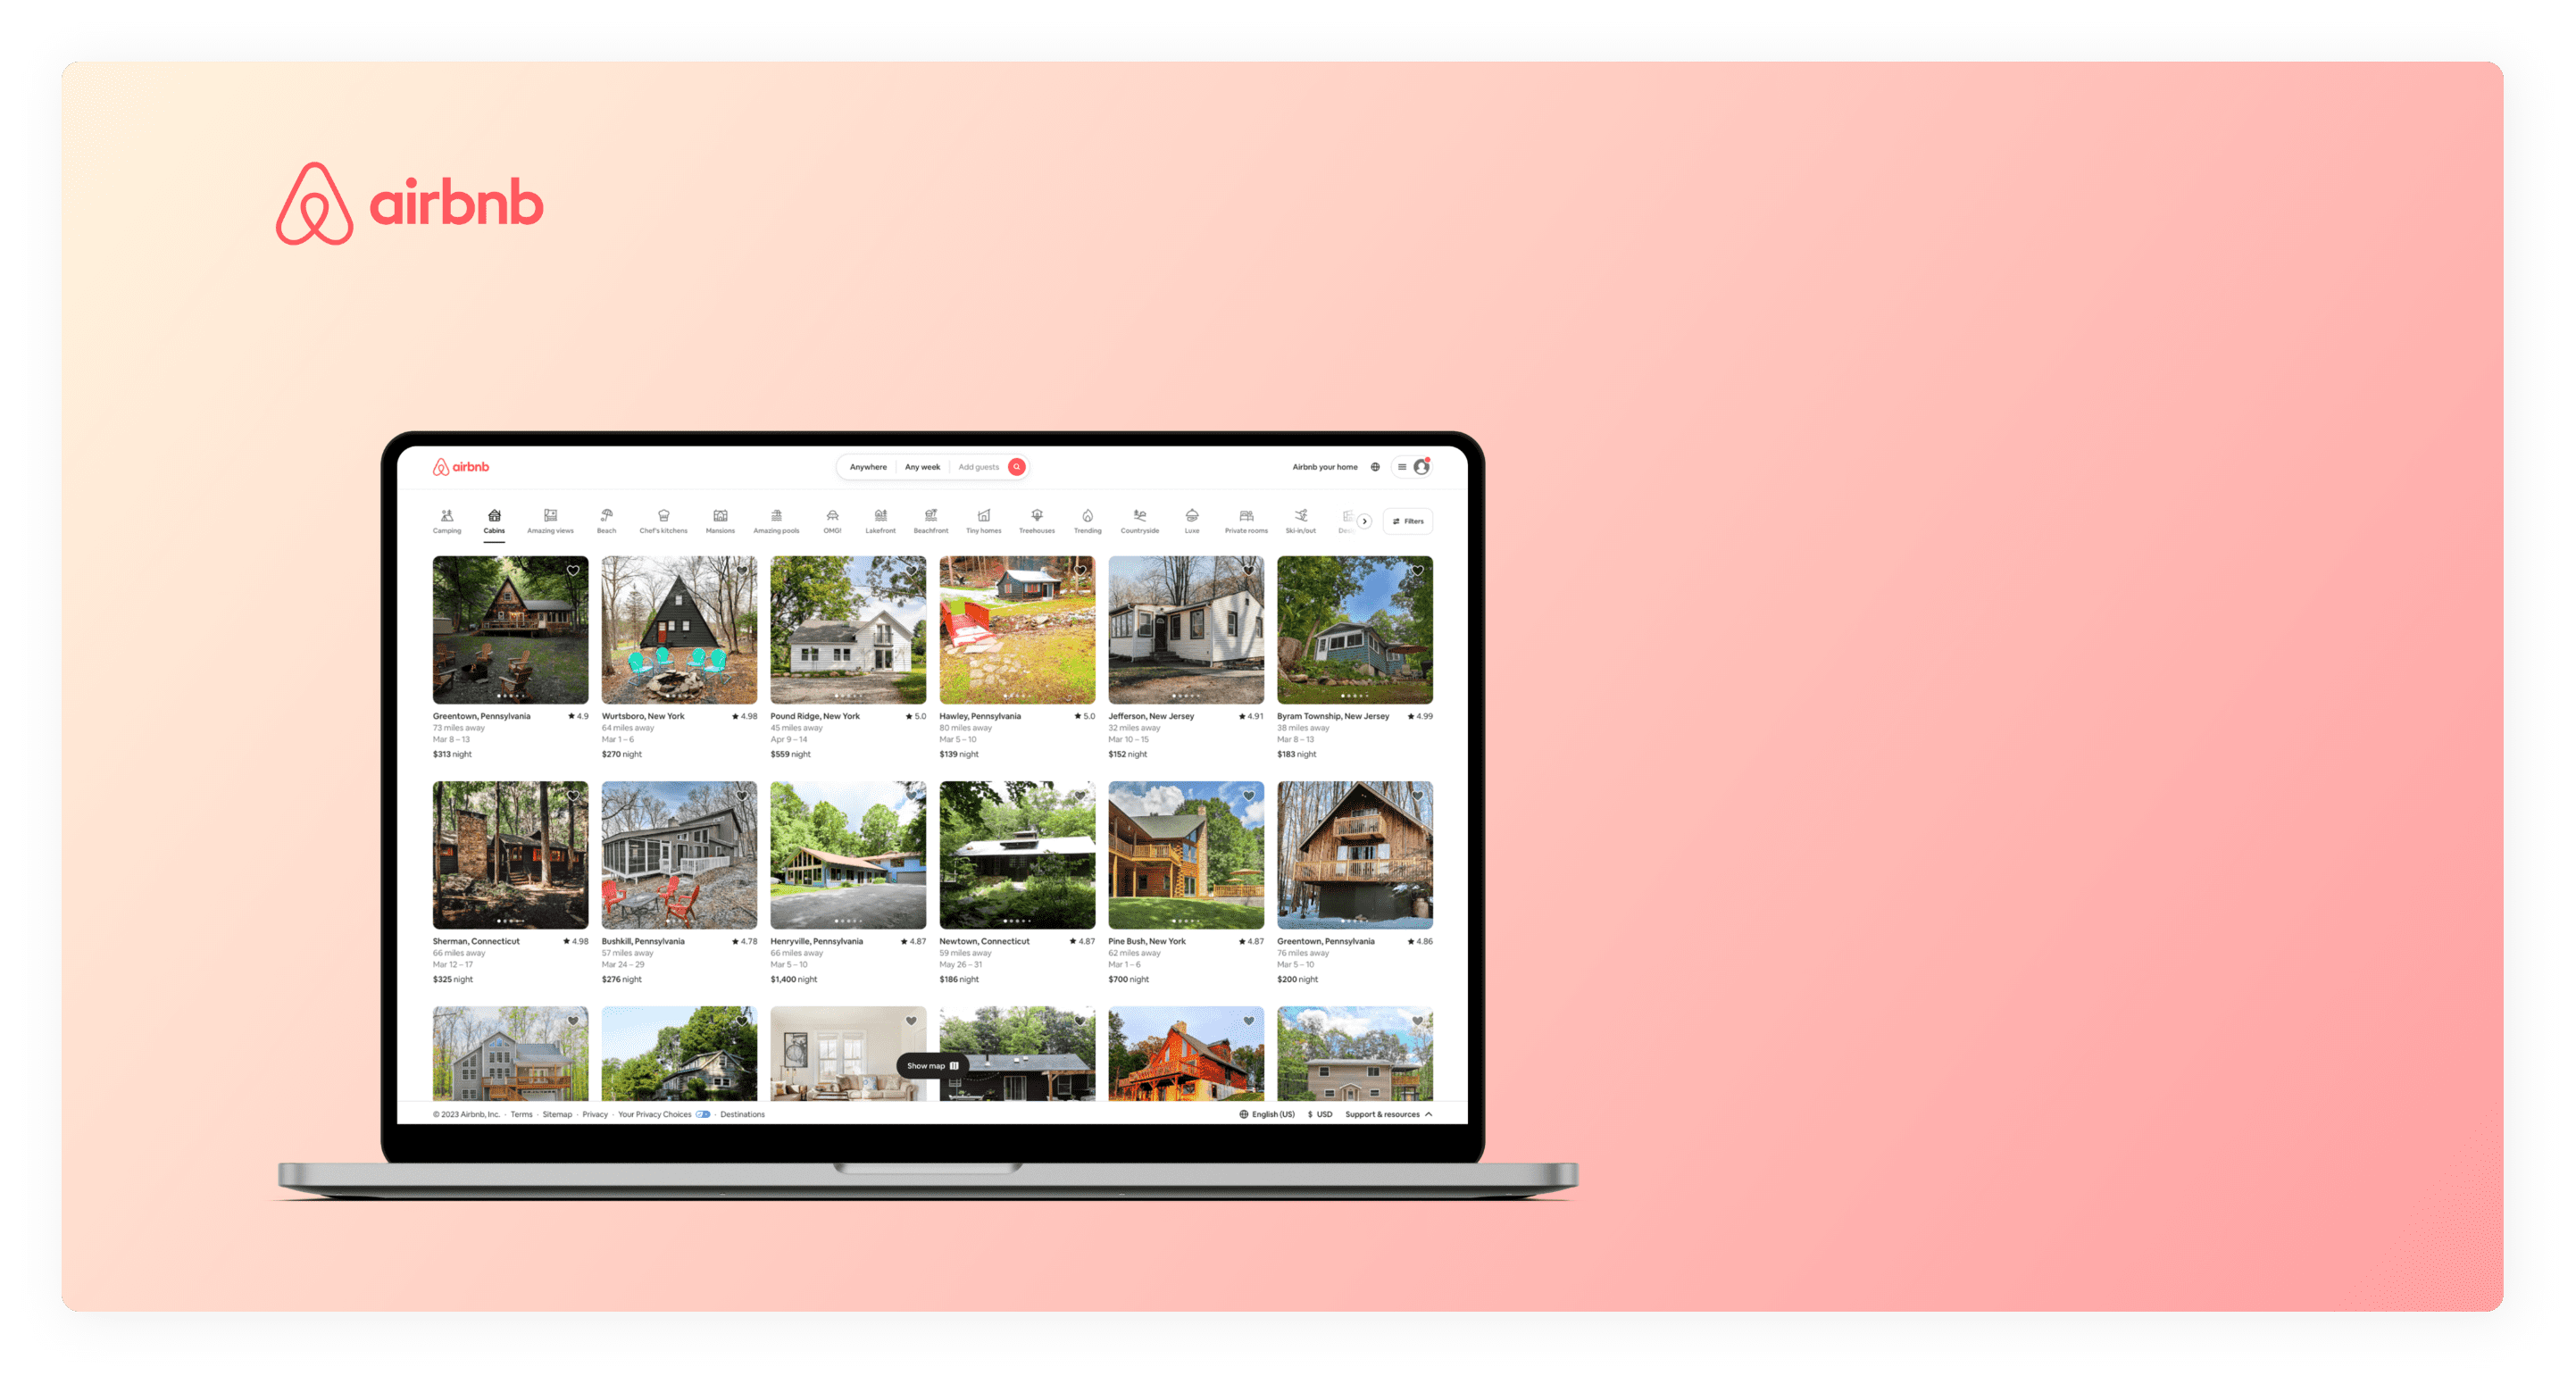 airbnb
airbnb
Anywhere Any week Add guests
Airbnb your home
Camping Cabins Amazing views Beach Chef's kitchens Mansions Amazing pools OMG! Lakefront Beachfront Tiny homes Treehouses Trending Countryside Luxe Private rooms Ski-in/out
Filters
Greentown, Pennsylvania ★ 4.9
73 miles away
Mar 8 – 13
$313 night
Wurtsboro, New York ★ 4.98
64 miles away
Mar 1 – 6
$270 night
Pound Ridge, New York ★ 5.0
45 miles away
Apr 9 – 14
$559 night
Hawley, Pennsylvania ★ 5.0
80 miles away
Mar 5 – 10
$139 night
Jefferson, New Jersey ★ 4.91
32 miles away
Mar 10 – 15
$152 night
Byram Township, New Jersey ★ 4.99
38 miles away
Mar 8 – 13
$183 night
Sherman, Connecticut ★ 4.98
66 miles away
Mar 12 – 17
$325 night
Bushkill, Pennsylvania ★ 4.78
57 miles away
Mar 24 – 29
$276 night
Henryville, Pennsylvania ★ 4.87
66 miles away
Mar 5 – 10
$1,400 night
Newtown, Connecticut ★ 4.87
59 miles away
May 26 – 31
$186 night
Pine Bush, New York ★ 4.87
62 miles away
Mar 1 – 6
$700 night
Greentown, Pennsylvania ★ 4.86
76 miles away
Mar 5 – 10
$200 night
Show map
© 2023 Airbnb, Inc. · Terms · Sitemap · Privacy · Your Privacy Choices · Destinations
English (US) $ USD Support & resources